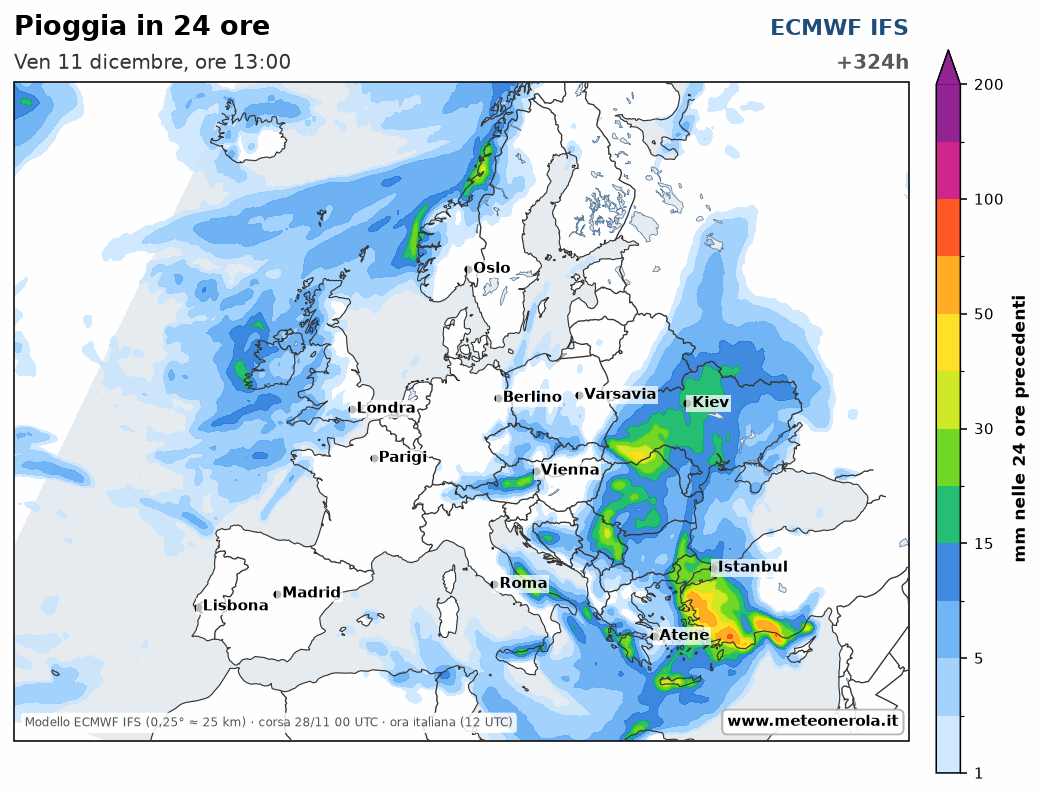 Pioggia in 24 ore
ECMWF IFS
Ven 11 dicembre, ore 13:00
+324h
200
100
50
30
15
5
1
mm nelle 24 ore precedenti
Oslo
Berlino
Varsavia
Kiev
Londra
Parigi
Vienna
Istanbul
Roma
Madrid
Lisbona
Atene
Modello ECMWF IFS (0,25° ≈ 25 km) · corsa 28/11 00 UTC · ora italiana (12 UTC)
www.meteonerola.it